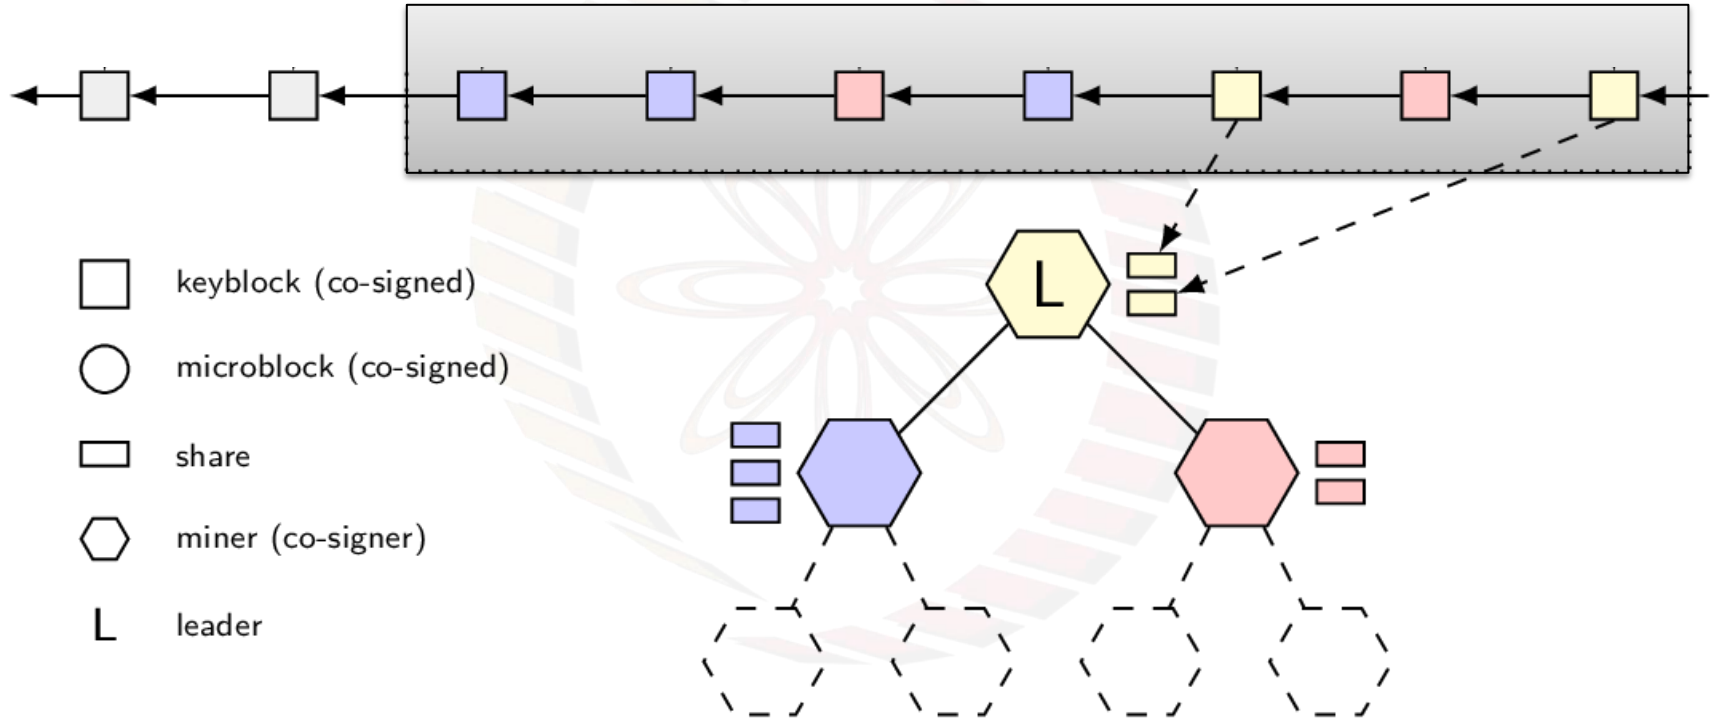 L
keyblock (co-signed)
microblock (co-signed)
share
miner (co-signer)
L leader